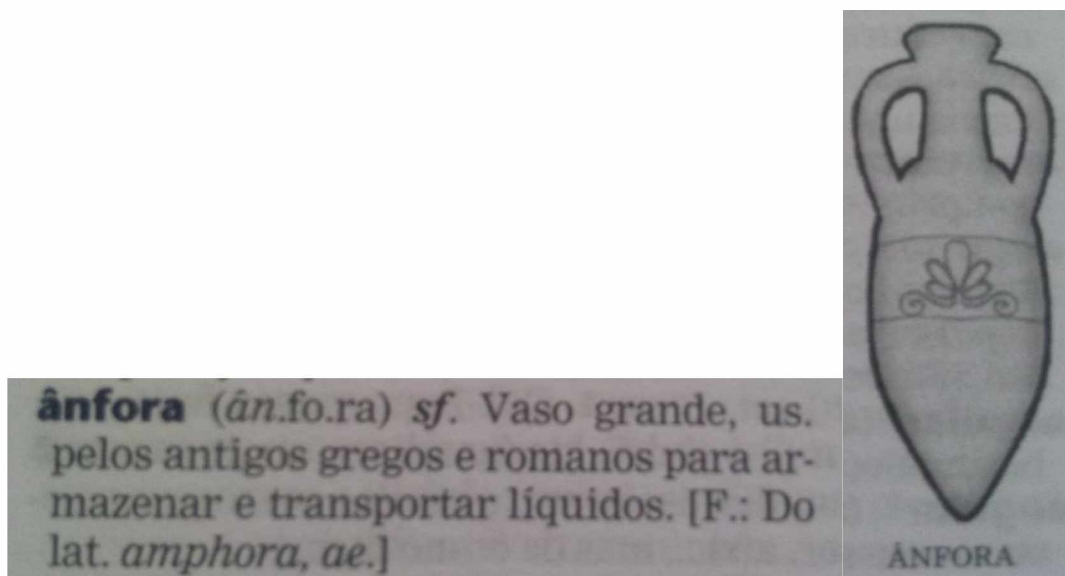 ânfora (ân.fo.ra) sf. Vaso grande, us.
pelos antigos gregos e romanos para ar-
mazenar e transportar líquidos. [F.: Do
lat. amphora, ae.]
ÂNFORA